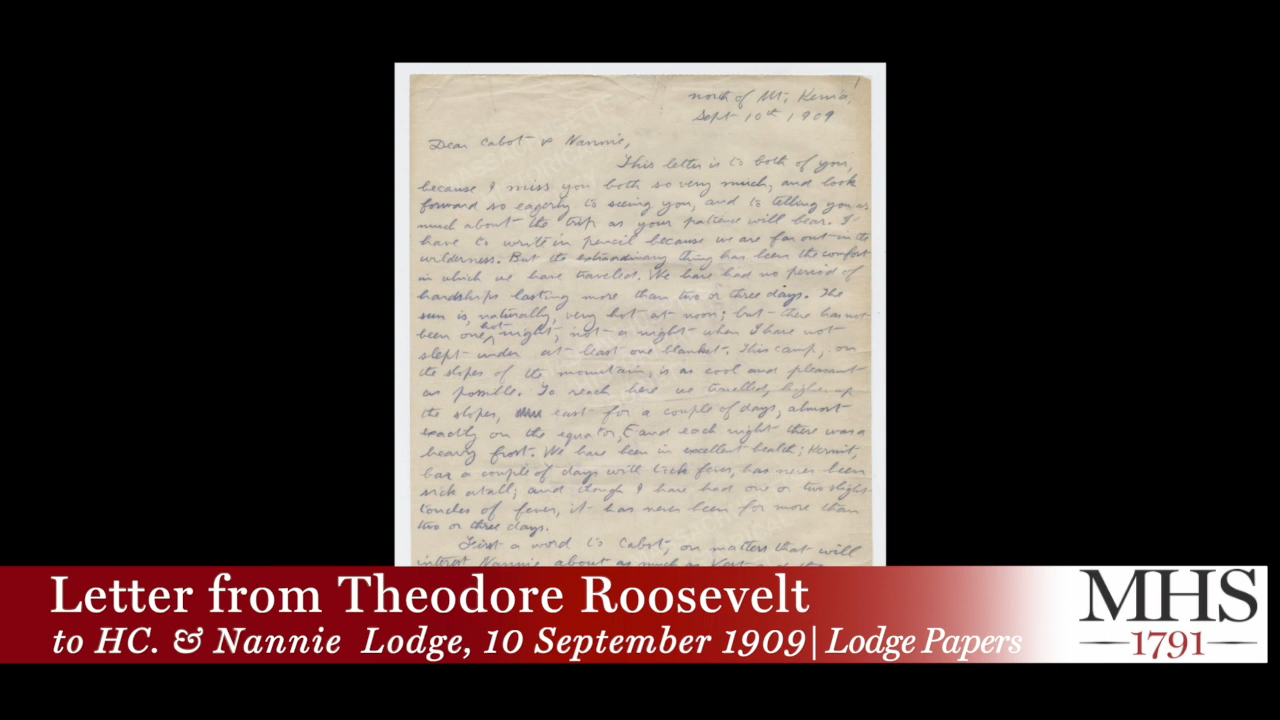 1
north of Mt. Kenia,
Sept 10th 1909
Dear Cabot & Nannie,
This letter is to both of you,
because I miss you both so very much, and look
forward so eagerly to seeing you, and to telling you as
much about the trip as your patience will bear. I
have to write in pencil because we are far out in the
wilderness. But the extraordinary thing has been the comfort
in which we have traveled. We have had no period of
hardships lasting more than two or three days. The
sun is, naturally, very hot at noon; but there has not
been one hot night, not a night when I have not
slept under at least one blanket. This camp, on
the slopes of the mountain, is as cool and pleasant
as possible. To reach here we travelled, higher up
the slopes, east for a couple of days, almost
exactly on the equator, and each night there was a
heavy frost. We have been in excellent health; Kermit,
bar a couple of days with tick fever, has never been
sick at all; and though I have had one or two slight
touches of fever, it has never been for more than
two or three days.
First a word to Cabot, on matters that will
interest Nannie about as much as
Letter from Theodore Roosevelt
to HC. & Nannie Lodge, 10 September 1909| Lodge Papers
MHS
1791